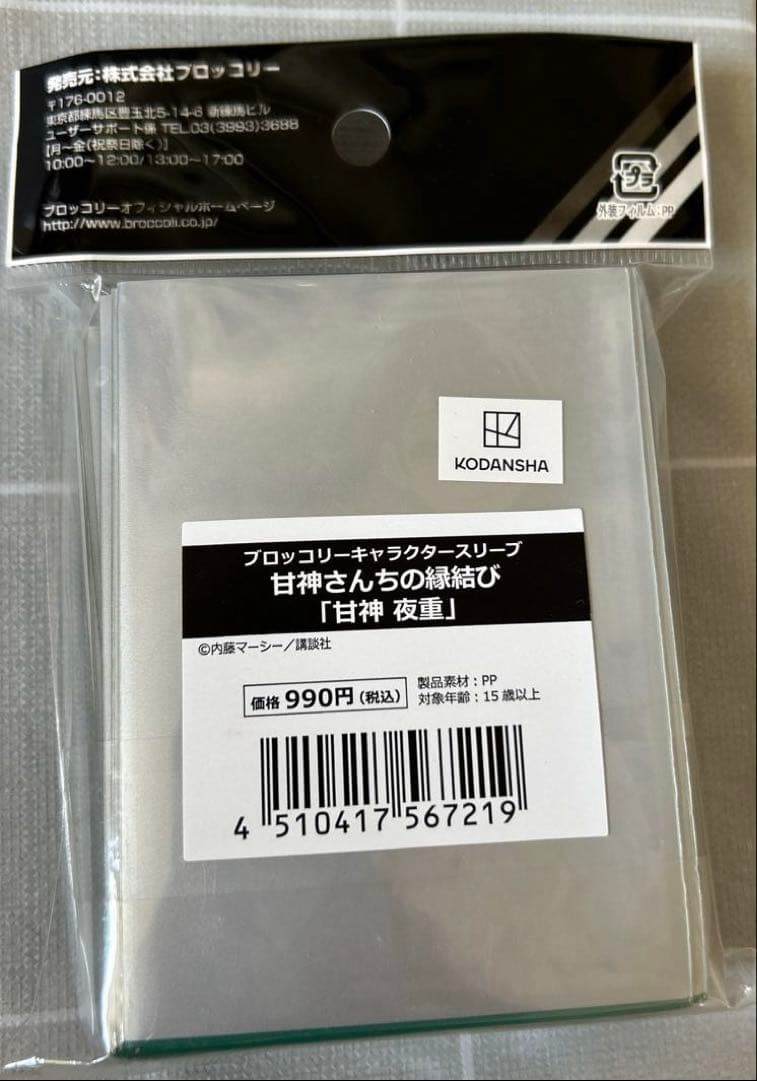 発売元：株式会社ブロッコリー
〒176-0012
東京都練馬区豊玉北5-14-6 新練馬ビル
ユーザーサポート係 TEL.03(3993)3688
[月〜金(祝祭日除く)]
10:00〜12:00/13:00〜17:00
ブロッコリーオフィシャルホームページ
http://www.broccoli.co.jp/
プラ
外装フィルム:PP
KODANSHA
ブロッコリーキャラクタースリーブ
甘神さんちの縁結び
「甘神 夜重」
©内藤マーシー／講談社
価格 990円（税込）
製品素材：PP
対象年齢：15歳以上
4 510417 567219